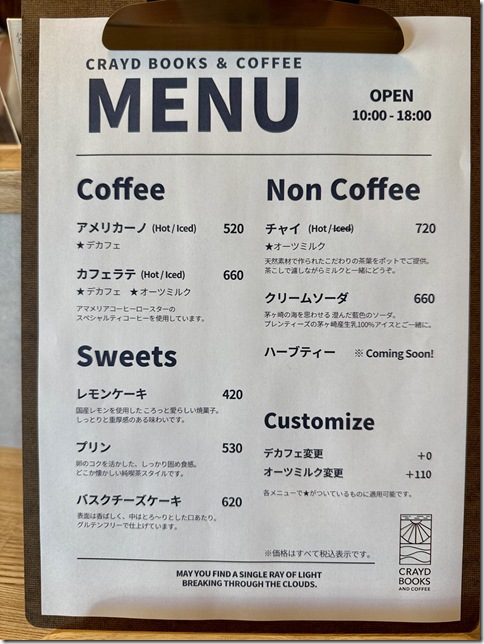 CRAYD BOOKS & COFFEE
MENU
OPEN
10:00 - 18:00
Coffee
アメリカーノ (Hot / Iced) 520
★デカフェ
カフェラテ (Hot / Iced) 660
★デカフェ ★オーツミルク
アマメリアコーヒーロースターの
スペシャルティコーヒーを使用しています。
Sweets
レモンケーキ 420
国産レモンを使用した ころっと愛らしい焼菓子。
しっとりと重厚感のある味わいです。
プリン 530
卵のコクを活かした、しっかり固め食感。
どこか懐かしい純喫茶スタイルです。
バスクチーズケーキ 620
表面は香ばしく、中はとろ〜りとした口あたり。
グルテンフリーで仕上げています。
Non Coffee
チャイ (Hot / Iced) 720
★オーツミルク
天然素材で作られたこだわりの茶葉をポットでご提供。
茶こしで濾しながらミルクと一緒にどうぞ。
クリームソーダ 660
茅ヶ崎の海を思わせる 澄んだ藍色のソーダ。
プレンティーズの茅ヶ崎産生乳100%アイスとご一緒に。
ハーブティー ※ Coming Soon!
Customize
デカフェ変更 +0
オーツミルク変更 +110
各メニューで★がついているものに適用可能です。
※価格はすべて税込表示です。
MAY YOU FIND A SINGLE RAY OF LIGHT
BREAKING THROUGH THE CLOUDS.
CRAYD
BOOKS
AND COFFEE